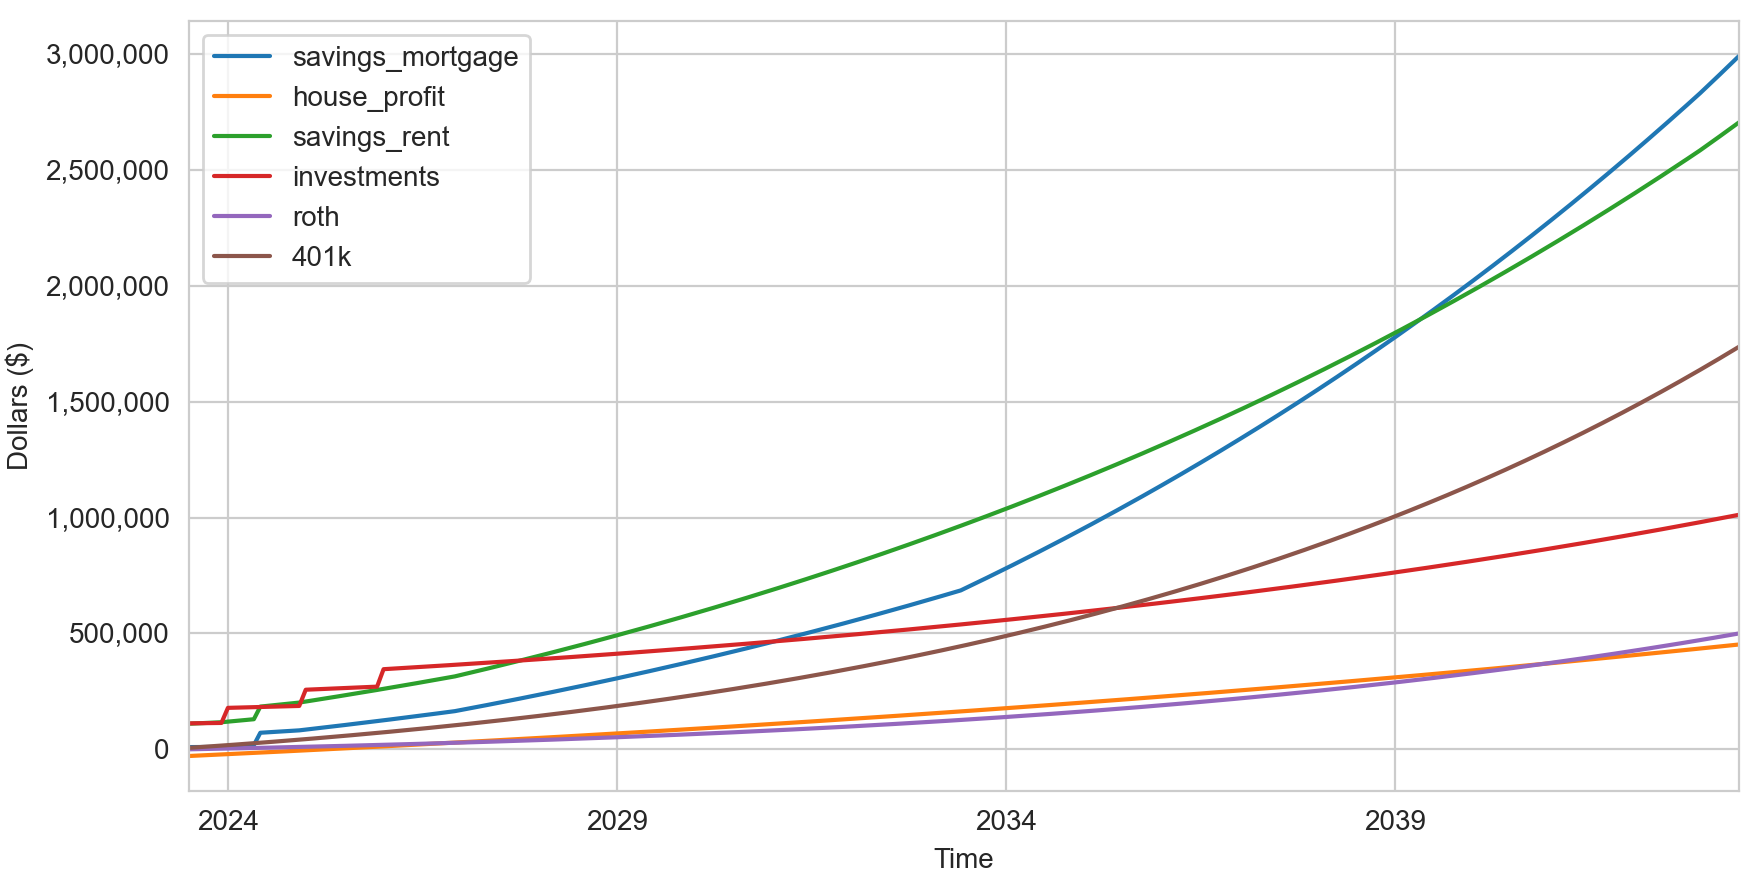 3,000,000
2,500,000
2,000,000
1,500,000
1,000,000
500,000
0
Dollars ($)
savings_mortgage
house_profit
savings_rent
investments
roth
401k
2024 2029 2034 2039
Time